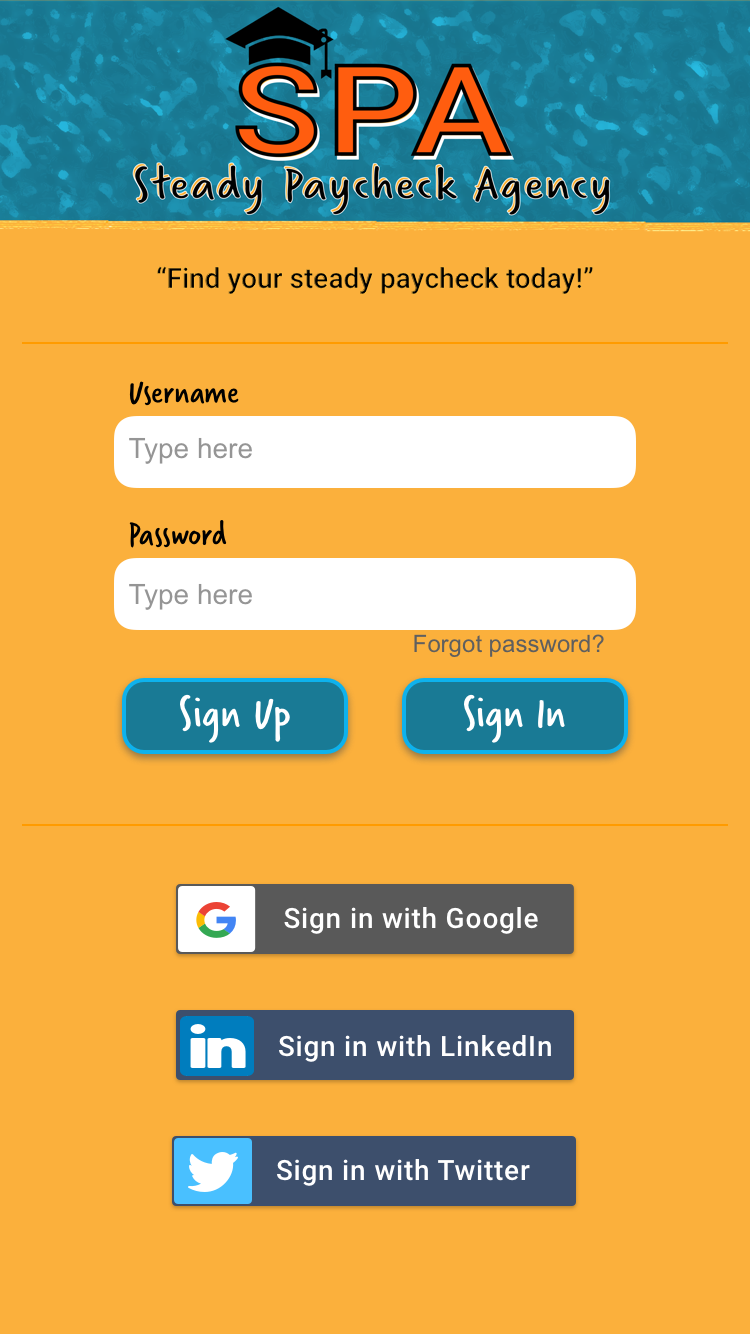 SPA
Steady Paycheck Agency
“Find your steady paycheck today!”
Username
Type here
Password
Type here
Forgot password?
Sign Up
Sign In
G
Sign in with Google
in
Sign in with LinkedIn
Sign in with Twitter